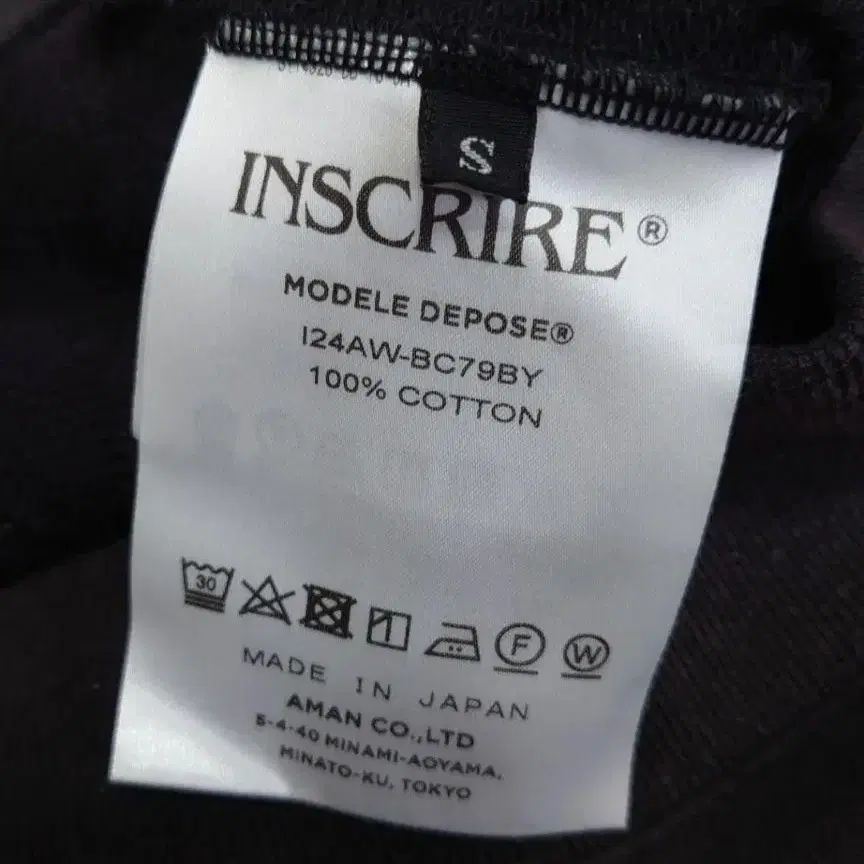 S
INSCRIRE®
MODELE DEPOSE®
I24AW-BC79BY
100% COTTON
30
F
W
MADE IN JAPAN
AMAN CO.,LTD
5-4-40 MINAMI-AOYAMA,
MINATO-KU, TOKYO